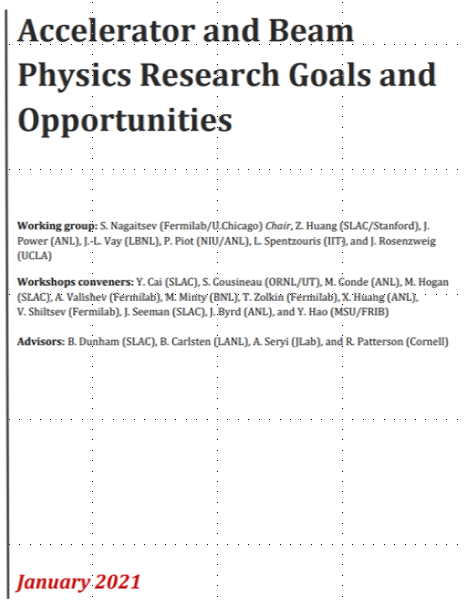 Accelerator and Beam
Physics Research Goals and
Opportunities
Working group: S. Nagaitsev (Fermilab/U.Chicago) Chair, Z. Huang (SLAC/Stanford), J.
Power (ANL), J.-L. Vay (LBNL), P. Piot (NIU/ANL), L. Spentzouris (IIT), and J. Rosenzweig
(UCLA)
Workshops conveners: Y. Cai (SLAC), S. Cousineau (ORNL/UT), M. Conde (ANL), M. Hogan
(SLAC), A. Valishev (Fermilab), M. Minty (BNL), T. Zolkin (Fermilab), X. Huang (ANL),
V. Shiltsev (Fermilab), J. Seeman (SLAC), J. Byrd (ANL), and Y. Hao (MSU/FRIB)
Advisors: B. Dunham (SLAC), B. Carlsten (LANL), A. Seryi (JLab), and R. Patterson (Cornell)
January 2021